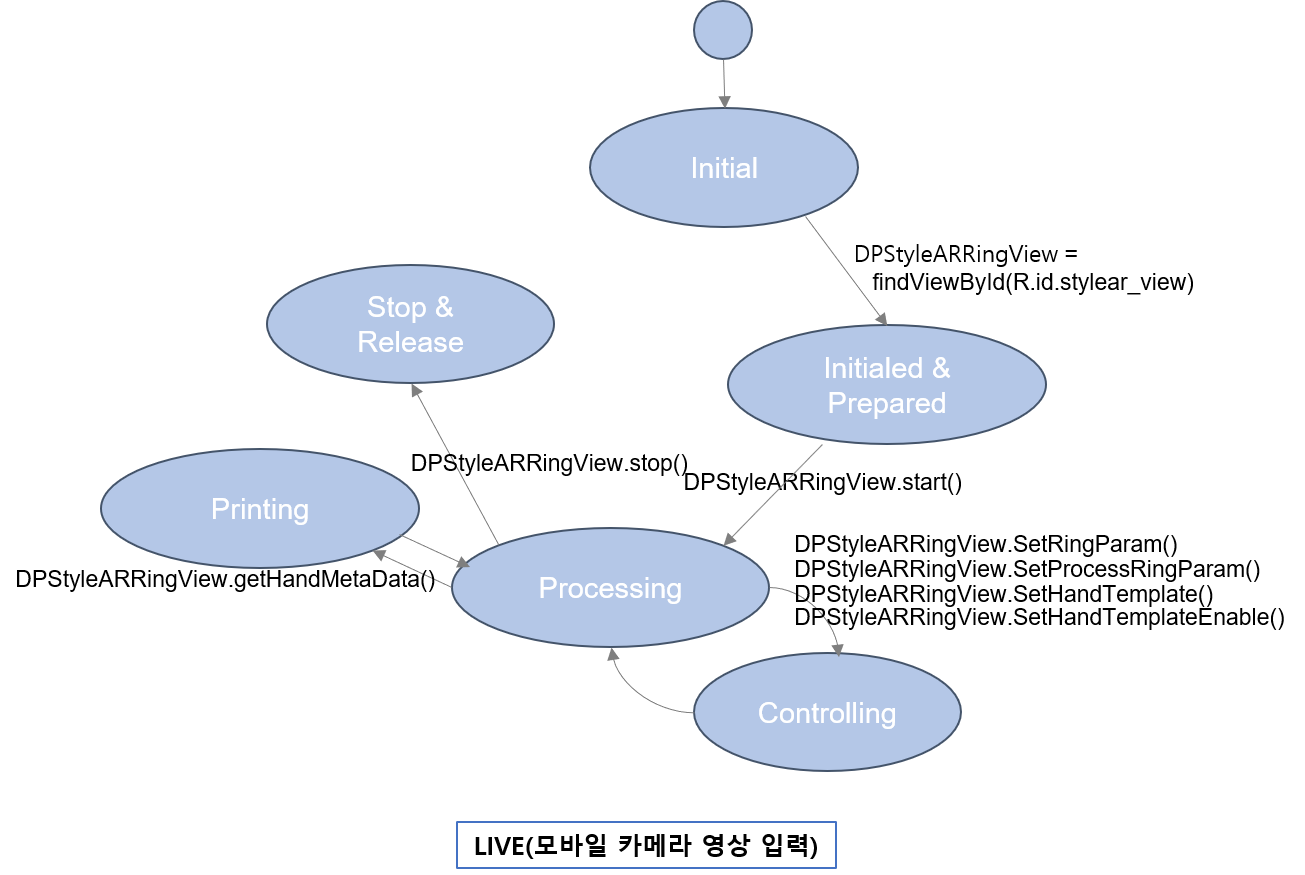 Initial
DPStyleARRingView =
findViewById(R.id.stylear_view)
Stop &
Release
Initialed &
Prepared
DPStyleARRingView.stop()
DPStyleARRingView.start()
Printing
DPStyleARRingView.SetRingParam()
DPStyleARRingView.SetProcessRingParam()
DPStyleARRingView.SetHandTemplate()
DPStyleARRingView.SetHandTemplateEnable()
DPStyleARRingView.getHandMetaData()
Processing
Controlling
LIVE(모바일 카메라 영상 입력)